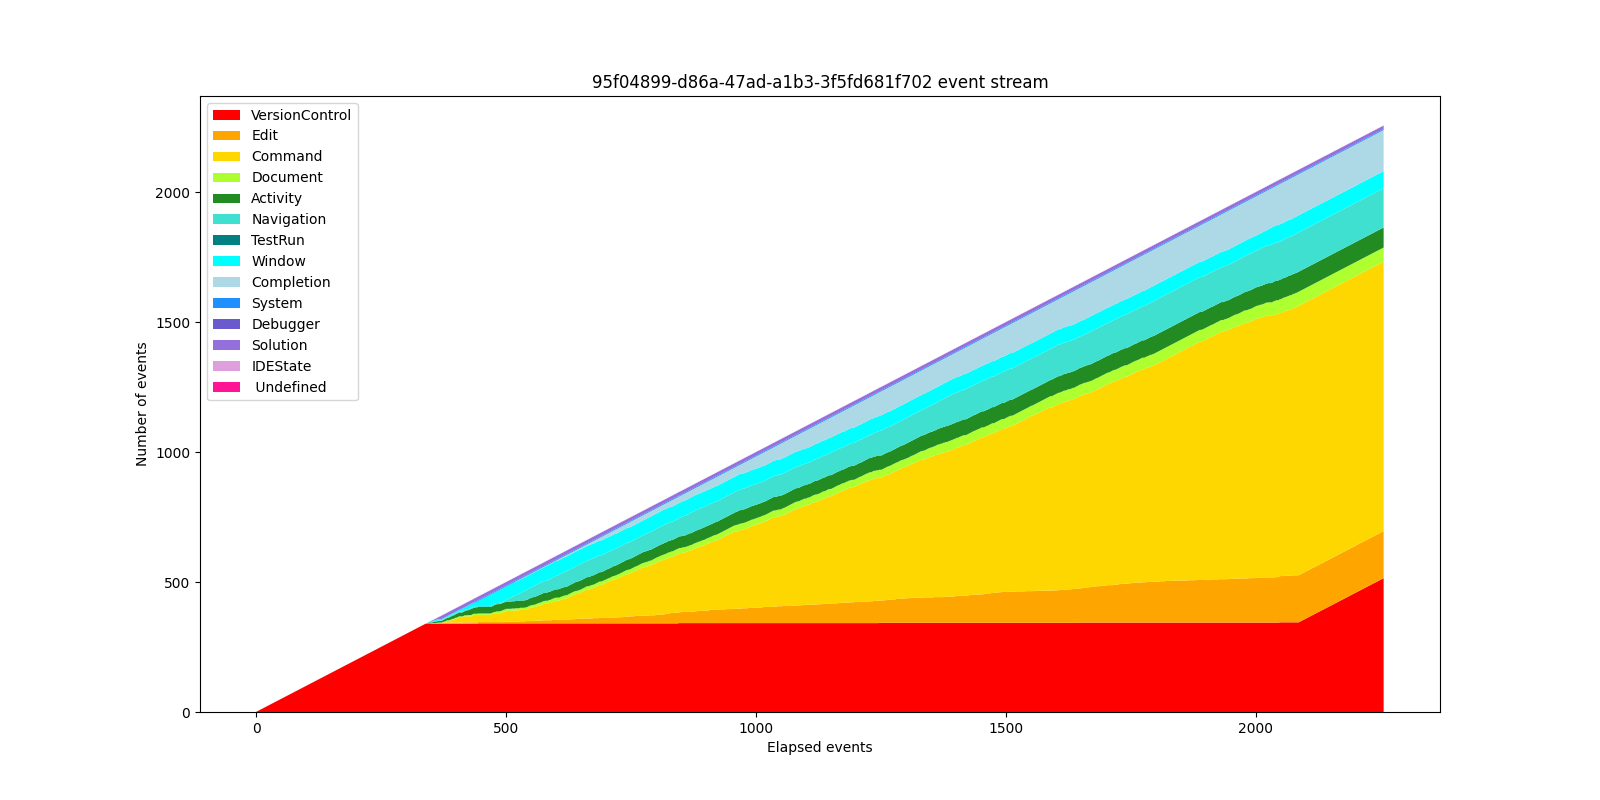 95f04899-d86a-47ad-a1b3-3f5fd681f702 event stream
VersionControl
Edit
Command
Document
Activity
Navigation
TestRun
Window
Completion
System
Debugger
Solution
IDEState
Undefined
Number of events
2000
1500
1000
500
0
0 500 1000 1500 2000
Elapsed events